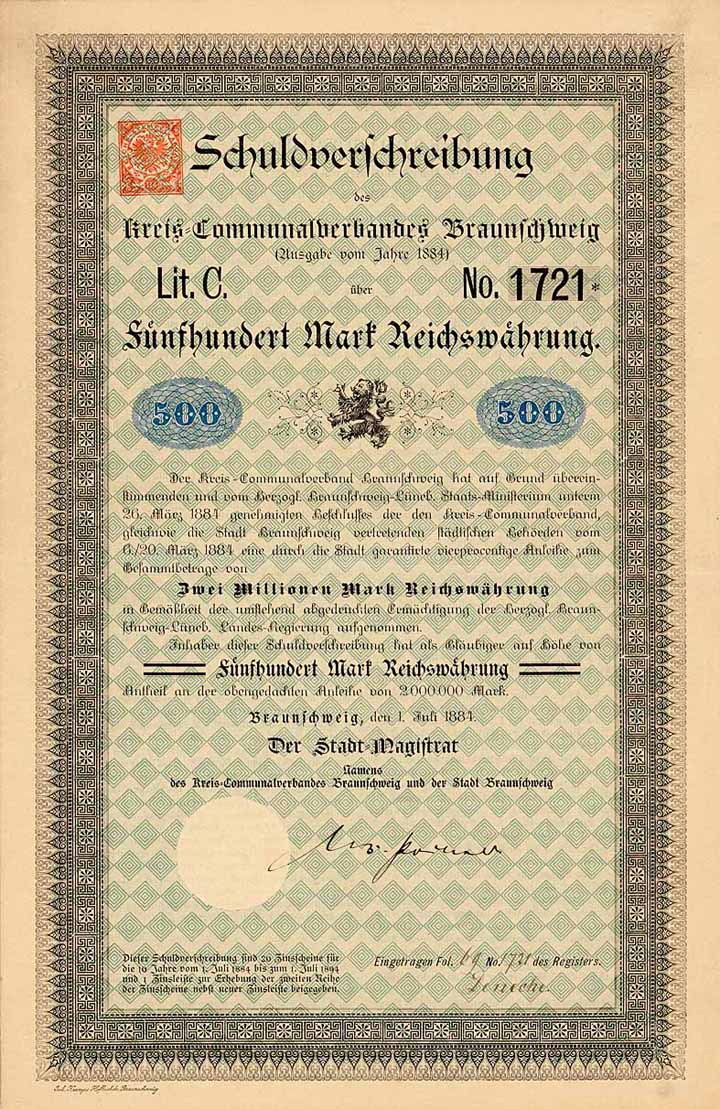 Schuldverschreibung
des
Kreis-Communalverbandes Braunschweig
(Ausgabe vom Jahre 1884)
Lit. C. über No. 1721*
Fünfhundert Mark Reichswährung.
500 500
Der Kreis-Communalverband Braunschweig hat auf Grund überein-
stimmenden und vom Herzogl. Braunschweig-Lüneb. Staats-Ministerium unterm
26. März 1884 genehmigten Beschlusses der den Kreis-Communalverband,
gleichwie die Stadt Braunschweig vertretenden städtischen Behörden vom
6./20. März 1884 eine durch die Stadt garantirte vierprocentige Anleihe zum
Gesammtbetrage von
Zwei Millionen Mark Reichswährung
in Gemäßheit der umstehend abgedruckten Ermächtigung der Herzogl. Braun-
schweig-Lüneb. Landes-Regierung aufgenommen.
Inhaber dieser Schuldverschreibung hat als Gläubiger auf Höhe von
Fünfhundert Mark Reichswährung
Antheil an der obengedachten Anleihe von 2000.000 Mark.
Braunschweig, den 1. Juli 1884.
Der Stadt-Magistrat
Namens
des Kreis-Communalverbandes Braunschweig und der Stadt Braunschweig
Dieser Schuldverschreibung sind 20 Zinsscheine für
die 10 Jahre vom 1. Juli 1884 bis zum 1. Juli 1894
und 1 Zinsleiste zur Erhebung der zweiten Reihe
der Zinsscheine nebst neuer Zinsleiste beigegeben.
Eingetragen Fol. 69 No. 1721 des Registers.